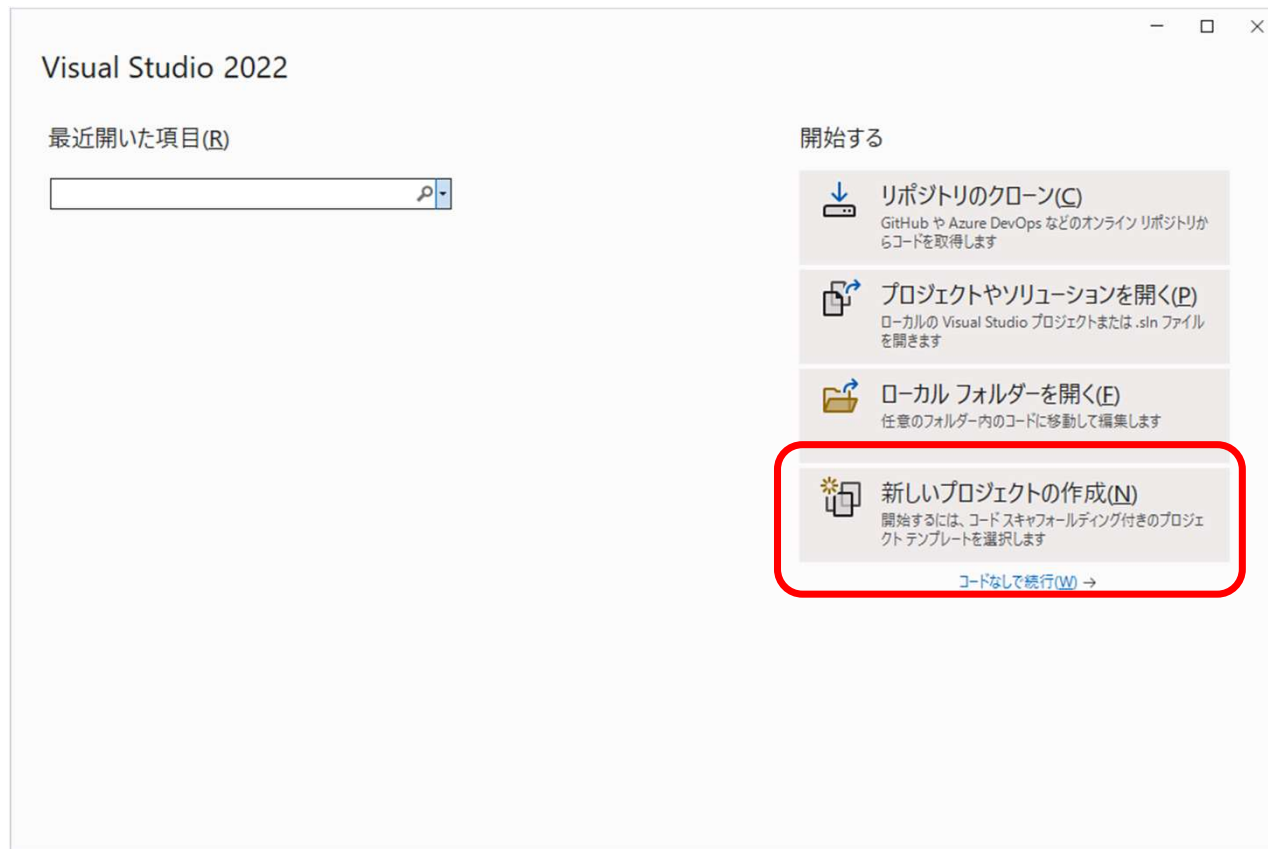 Visual Studio 2022
最近開いた項目(R)
開始する
リポジトリのクローン(C)
GitHub や Azure DevOps などのオンライン リポジトリか
らコードを取得します
プロジェクトやソリューションを開く(P)
ローカルの Visual Studio プロジェクトまたは .sln ファイル
を開きます
ローカル フォルダーを開く(F)
任意のフォルダー内のコードに移動して編集します
新しいプロジェクトの作成(N)
開始するには、コード スキャフォールディング付きのプロジェ
クト テンプレートを選択します
コードなしで続行(W) →